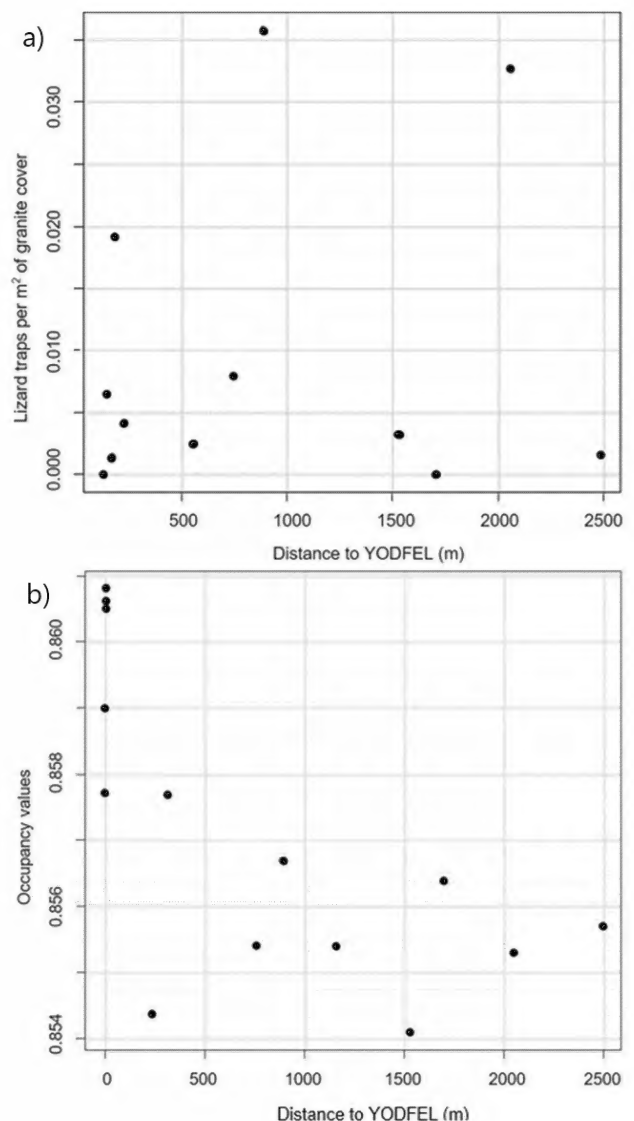 a)
Lizard traps per m² of granite cover
0.030
0.020
0.010
0.000
500 1000 1500 2000 2500
Distance to YODFEL (m)
b)
Occupancy values
0.860
0.858
0.856
0.854
0 500 1000 1500 2000 2500
Distance to YODFEL (m)